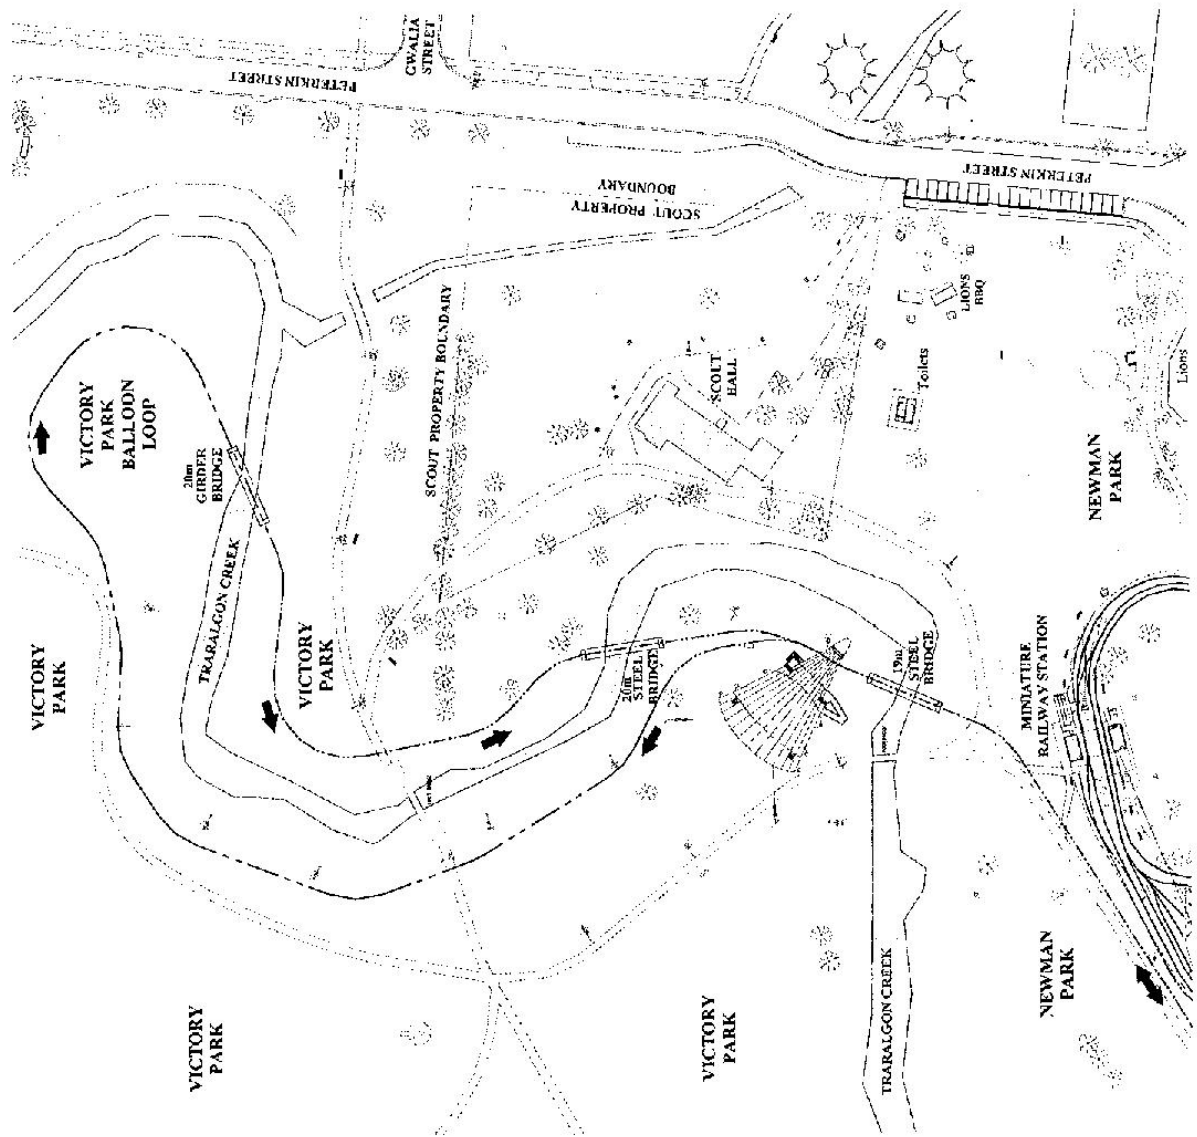 GWALIA
STREET
PETERKIN STREET
PETERKIN STREET
SCOUT PROPERTY
BOUNDARY
SCOUT PROPERTY BOUNDARY
LIONS
BBQ
Toilets
Lions
SCOUT
HALL
VICTORY
PARK
BALLOON
LOOP
20m
GIRDER
BRIDGE
NEWMAN
PARK
TRARALGON CREEK
VICTORY
PARK
VICTORY
PARK
20m
STEEL
BRIDGE
19m
STEEL
BRIDGE
MINIATURE
RAILWAY STATION
NEWMAN
PARK
TRARALGON CREEK
VICTORY
PARK
VICTORY
PARK